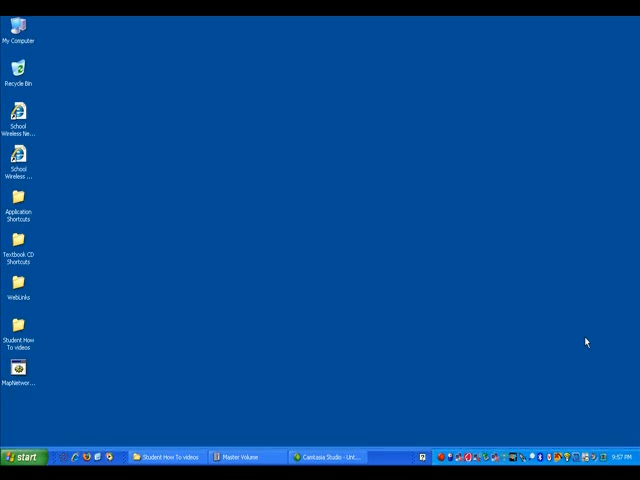 My Computer
Recycle Bin
School
Wireless Ne...
School
Wireless ...
Application
Shortcuts
Textbook CD
Shortcuts
WebLinks
Student How
To videos
MapNetwor...
start
Student How To videos
Master Volume
Camtasia Studio - Unt...
9:57 PM